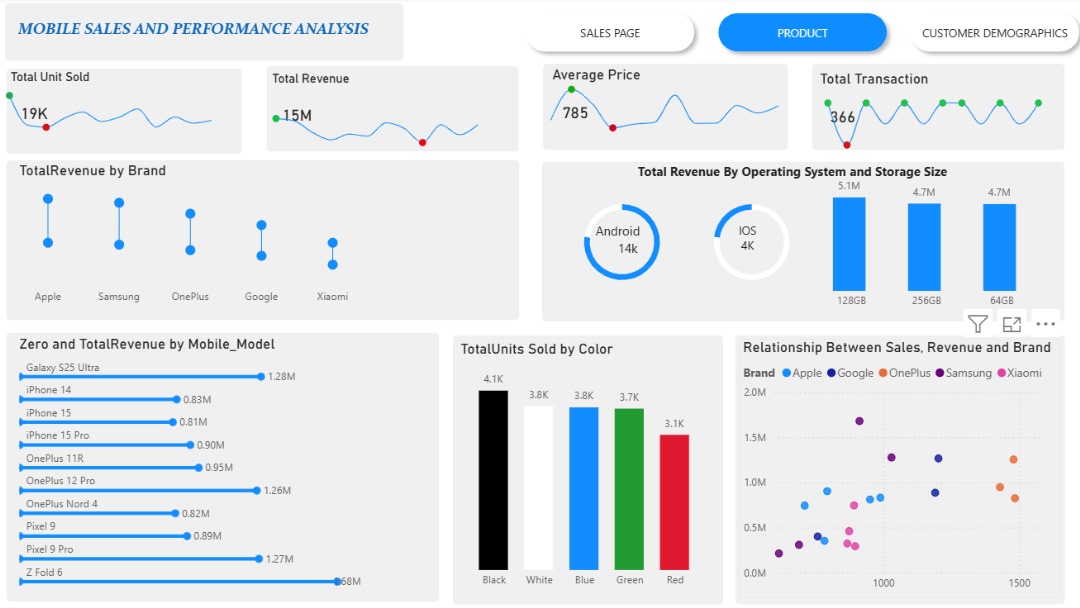 MOBILE SALES AND PERFORMANCE ANALYSIS
SALES PAGE
PRODUCT
CUSTOMER DEMOGRAPHICS
Total Unit Sold
19K
Total Revenue
15M
Average Price
785
Total Transaction
366
TotalRevenue by Brand
Apple Samsung OnePlus Google Xiaomi
Total Revenue By Operating System and Storage Size
Android
14k
IOS
4K
5.1M 4.7M 4.7M
128GB 256GB 64GB
Zero and TotalRevenue by Mobile_Model
Galaxy S25 Ultra
1.28M
iPhone 14
0.83M
iPhone 15
0.81M
iPhone 15 Pro
0.90M
OnePlus 11R
0.95M
OnePlus 12 Pro
1.26M
OnePlus Nord 4
0.82M
Pixel 9
0.89M
Pixel 9 Pro
1.27M
Z Fold 6
TotalUnits Sold by Color
4.1K 3.8K 3.8K 3.7K 3.1K
Black White Blue Green Red
Relationship Between Sales, Revenue and Brand
Brand Apple Google OnePlus Samsung Xiaomi
2.0M
1.5M
1.0M
0.5M
0.0M
1000 1500